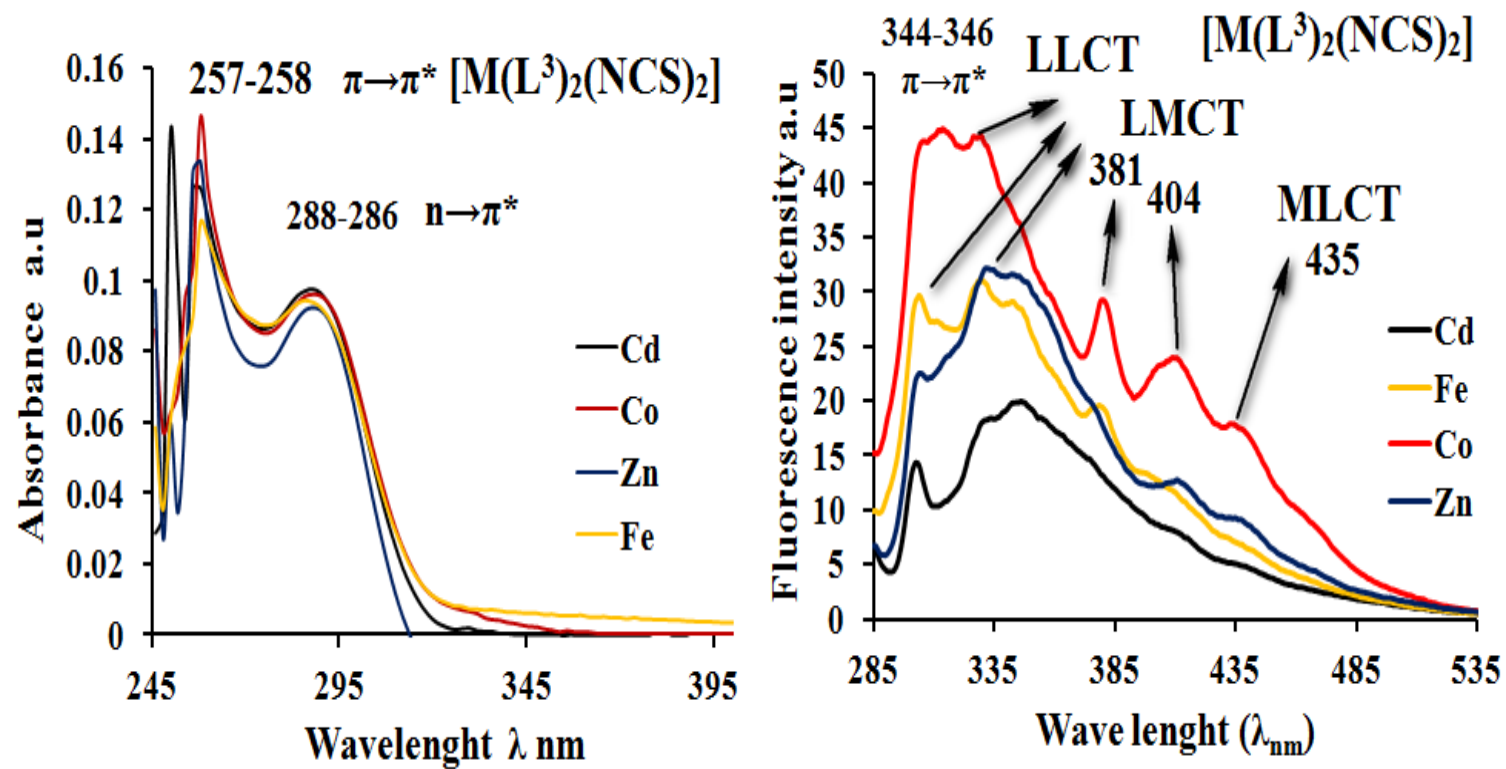 257-258 π→π* [M(L³)₂(NCS)₂]
288-286 n→π*
Absorbance a.u
0.16
0.14
0.12
0.1
0.08
0.06
0.04
0.02
0
245 295 345 395
Wavelenght λ nm
Cd
Co
Zn
Fe
344-346
π→π*
[M(L³)₂(NCS)₂]
LLCT
LMCT
381
404
MLCT
435
Fluorescence intensity a.u
50
45
40
35
30
25
20
15
10
5
0
285 335 385 435 485 535
Wave lenght (λₙₘ)
Cd
Fe
Co
Zn